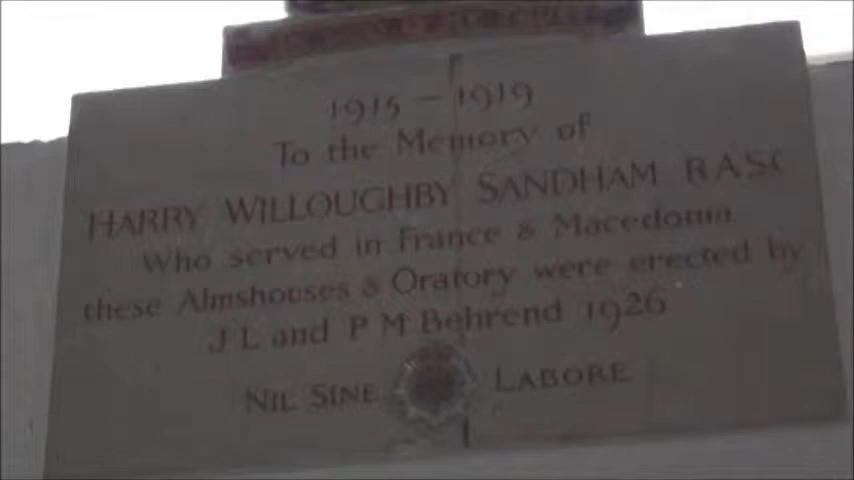 1915 – 1919
To the Memory of
HARRY WILLOUGHBY SANDHAM RASC
Who served in France & Macedonia
these Almshouses & Oratory were erected by
J L and P M Behrend 1926
NIL SINE LABORE